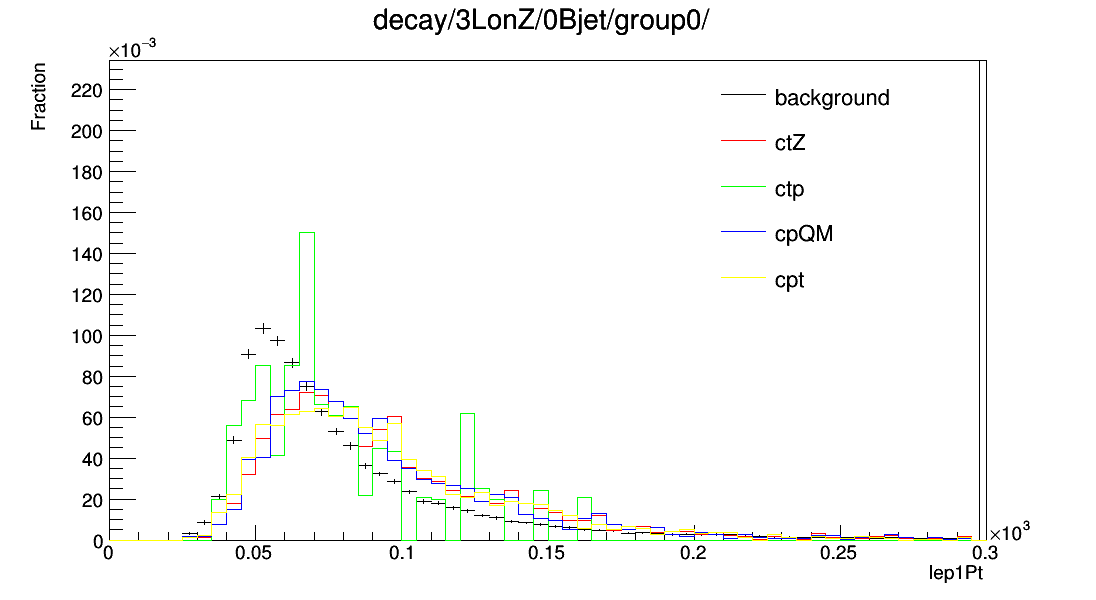 decay/3LonZ/0Bjet/group0/
×10⁻³
Fraction
220
200
180
160
140
120
100
80
60
40
20
0
background
ctZ
ctp
cpQM
cpt
0 0.05 0.1 0.15 0.2 0.25 0.3
×10³
lep1Pt